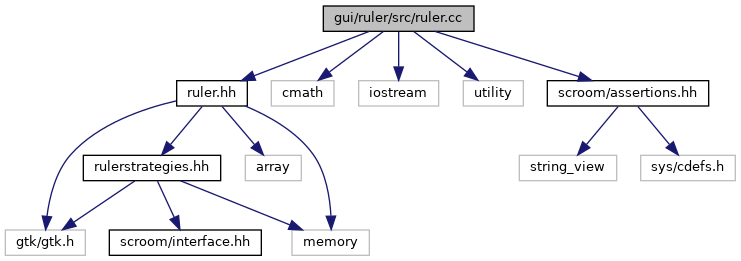 gui/ruler/src/ruler.cc
ruler.hh
cmath
iostream
utility
scroom/assertions.hh
rulerstrategies.hh
array
string_view
sys/cdefs.h
gtk/gtk.h
scroom/interface.hh
memory